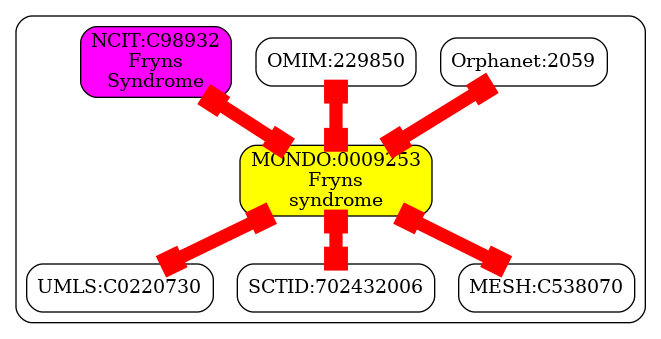 NCIT:C98932
Fryns
Syndrome
OMIM:229850
Orphanet:2059
MONDO:0009253
Fryns
syndrome
UMLS:C0220730
SCTID:702432006
MESH:C538070